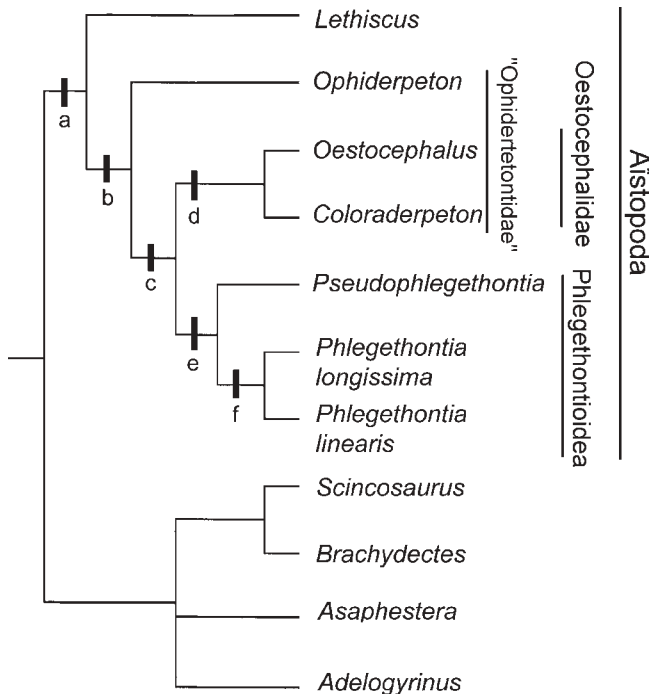 Lethiscus
a
Ophiderpeton
b
Oestocephalus
d
Coloraderpeton
c
Pseudophlegethontia
e
Phlegethontia
longissima
f
Phlegethontia
linearis
Scincosaurus
Brachydectes
Asaphestera
Adelogyrinus
"Ophidertetontidae"
Oestocephalidae
Phlegethontioidea
Aïstopoda